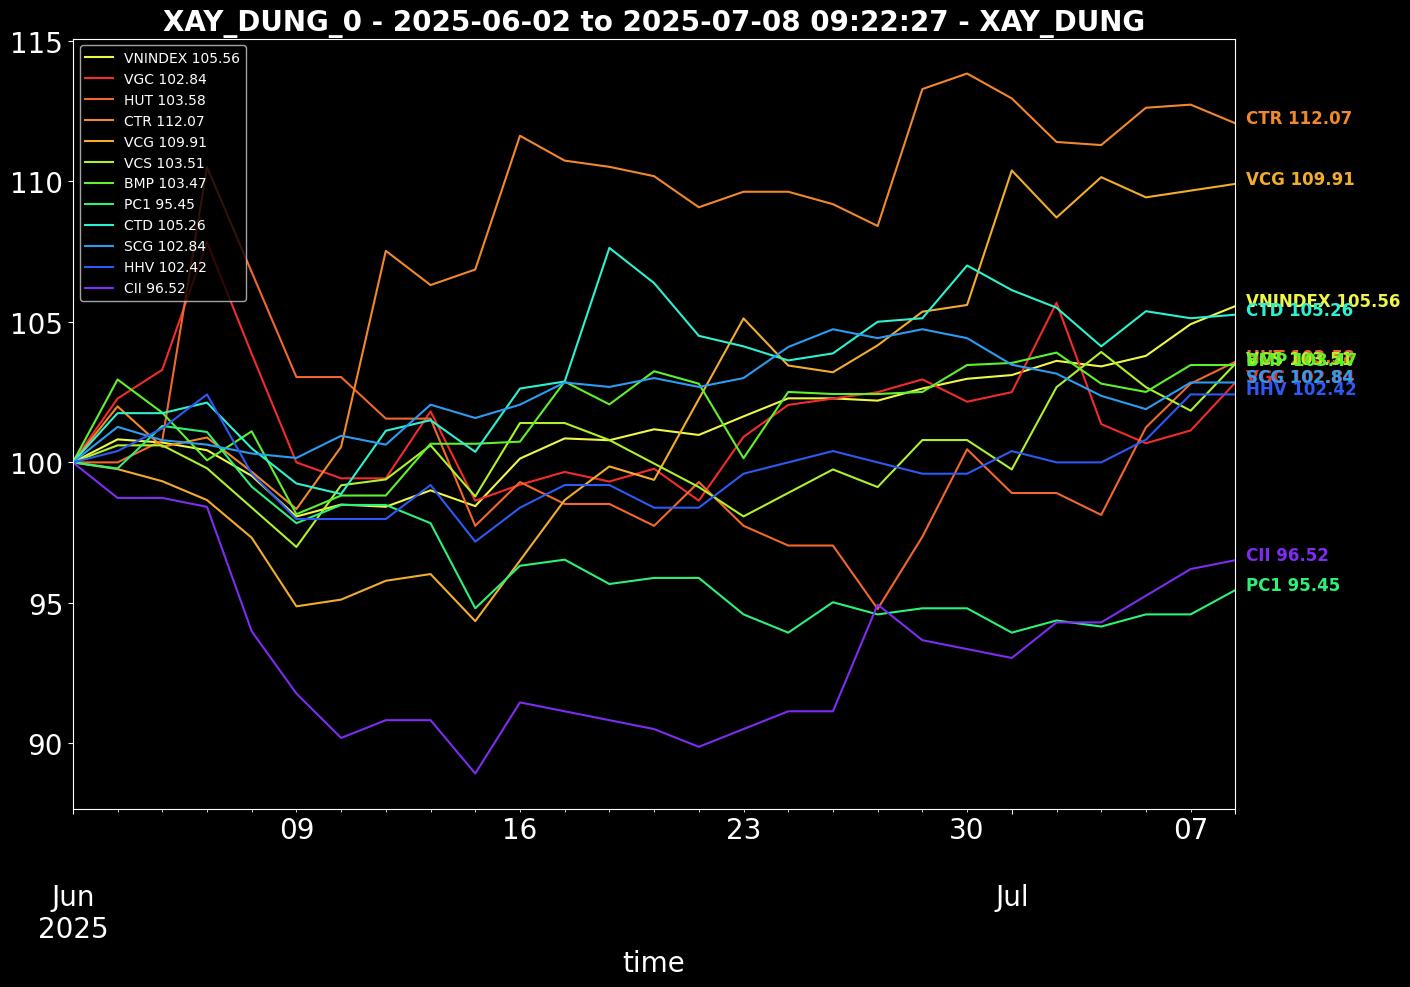 XAY_DUNG_0 - 2025-06-02 to 2025-07-08 09:22:27 - XAY_DUNG
115
110
105
100
95
90
VNINDEX 105.56
VGC 102.84
HUT 103.58
CTR 112.07
VCG 109.91
VCS 103.51
BMP 103.47
PC1 95.45
CTD 105.26
SCG 102.84
HHV 102.42
CII 96.52
CTR 112.07
VCG 109.91
VNINDEX 105.56
CTD 105.26
SCG 102.84
HHV 102.42
CII 96.52
PC1 95.45
09
16
23
30
07
Jun
2025
Jul
time